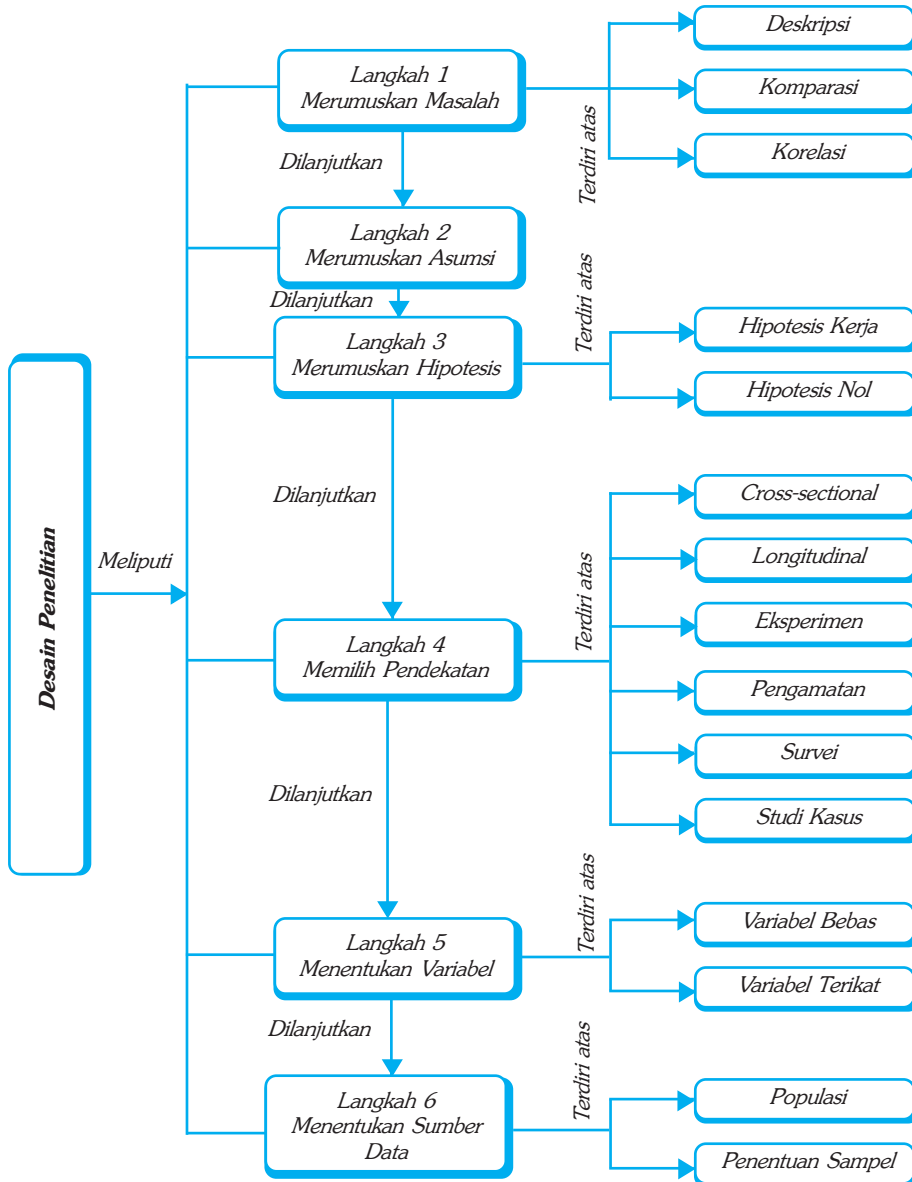 Desain Penelitian
Meliputi
Langkah 1
Merumuskan Masalah
Terdiri atas
Deskripsi
Komparasi
Korelasi
Dilanjutkan
Langkah 2
Merumuskan Asumsi
Dilanjutkan
Langkah 3
Merumuskan Hipotesis
Terdiri atas
Hipotesis Kerja
Hipotesis Nol
Dilanjutkan
Langkah 4
Memilih Pendekatan
Terdiri atas
Cross-sectional
Longitudinal
Eksperimen
Pengamatan
Survei
Studi Kasus
Dilanjutkan
Langkah 5
Menentukan Variabel
Terdiri atas
Variabel Bebas
Variabel Terikat
Dilanjutkan
Langkah 6
Menentukan Sumber
Data
Terdiri atas
Populasi
Penentuan Sampel